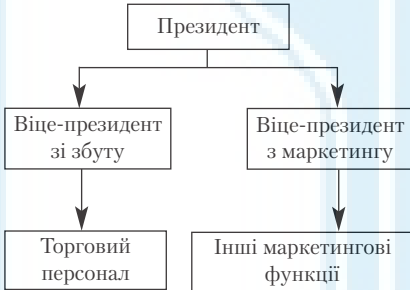 Президент
Віце-президент
зі збуту
Віце-президент
з маркетингу
Торговий
персонал
Інші маркетингові
функції